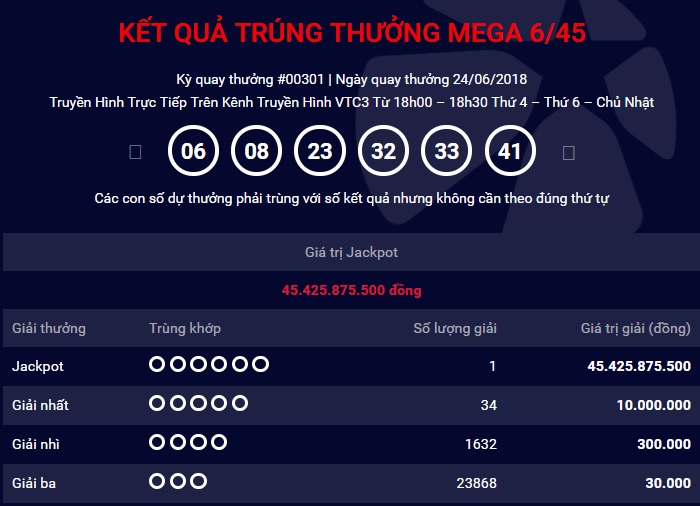 KẾT QUẢ TRÚNG THƯỞNG MEGA 6/45
Kỳ quay thưởng #00301 | Ngày quay thưởng 24/06/2018
Truyền Hình Trực Tiếp Trên Kênh Truyền Hình VTC3 Từ 18h00 – 18h30 Thứ 4 – Thứ 6 – Chủ Nhật
06 08 23 32 33 41
Các con số dự thưởng phải trùng với số kết quả nhưng không cần theo đúng thứ tự
Giá trị Jackpot
45.425.875.500 đồng
Giải thưởng Trùng khớp Số lượng giải Giá trị giải (đồng)
Jackpot 1 45.425.875.500
Giải nhất 34 10.000.000
Giải nhì 1632 300.000
Giải ba 23868 30.000